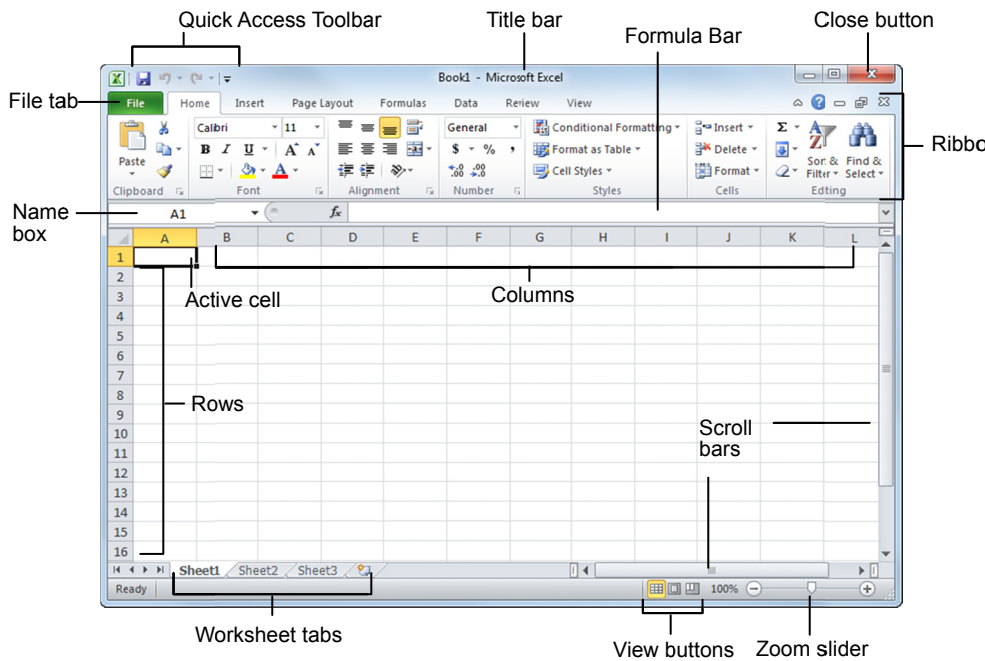 Quick Access Toolbar
Title bar
Formula Bar
Close button
Book1 - Microsoft Excel
File tab
File Home Insert Page Layout Formulas Data Review View
Ribbo
Calibri 11 General Conditional Formatting Insert Σ
Paste B I U A A $ % , Format as Table Delete Sort & Find &
A Cell Styles Format Filter Select
Clipboard Font Alignment Number Styles Cells Editing
Name
box
A1 fx
A B C D E F G H I J K L
1
2
Active cell
Columns
3
4
5
6
7
8
Rows
9
10
Scroll
bars
11
12
13
14
15
16
Sheet1 Sheet2 Sheet3
Ready 100%
Worksheet tabs
View buttons
Zoom slider